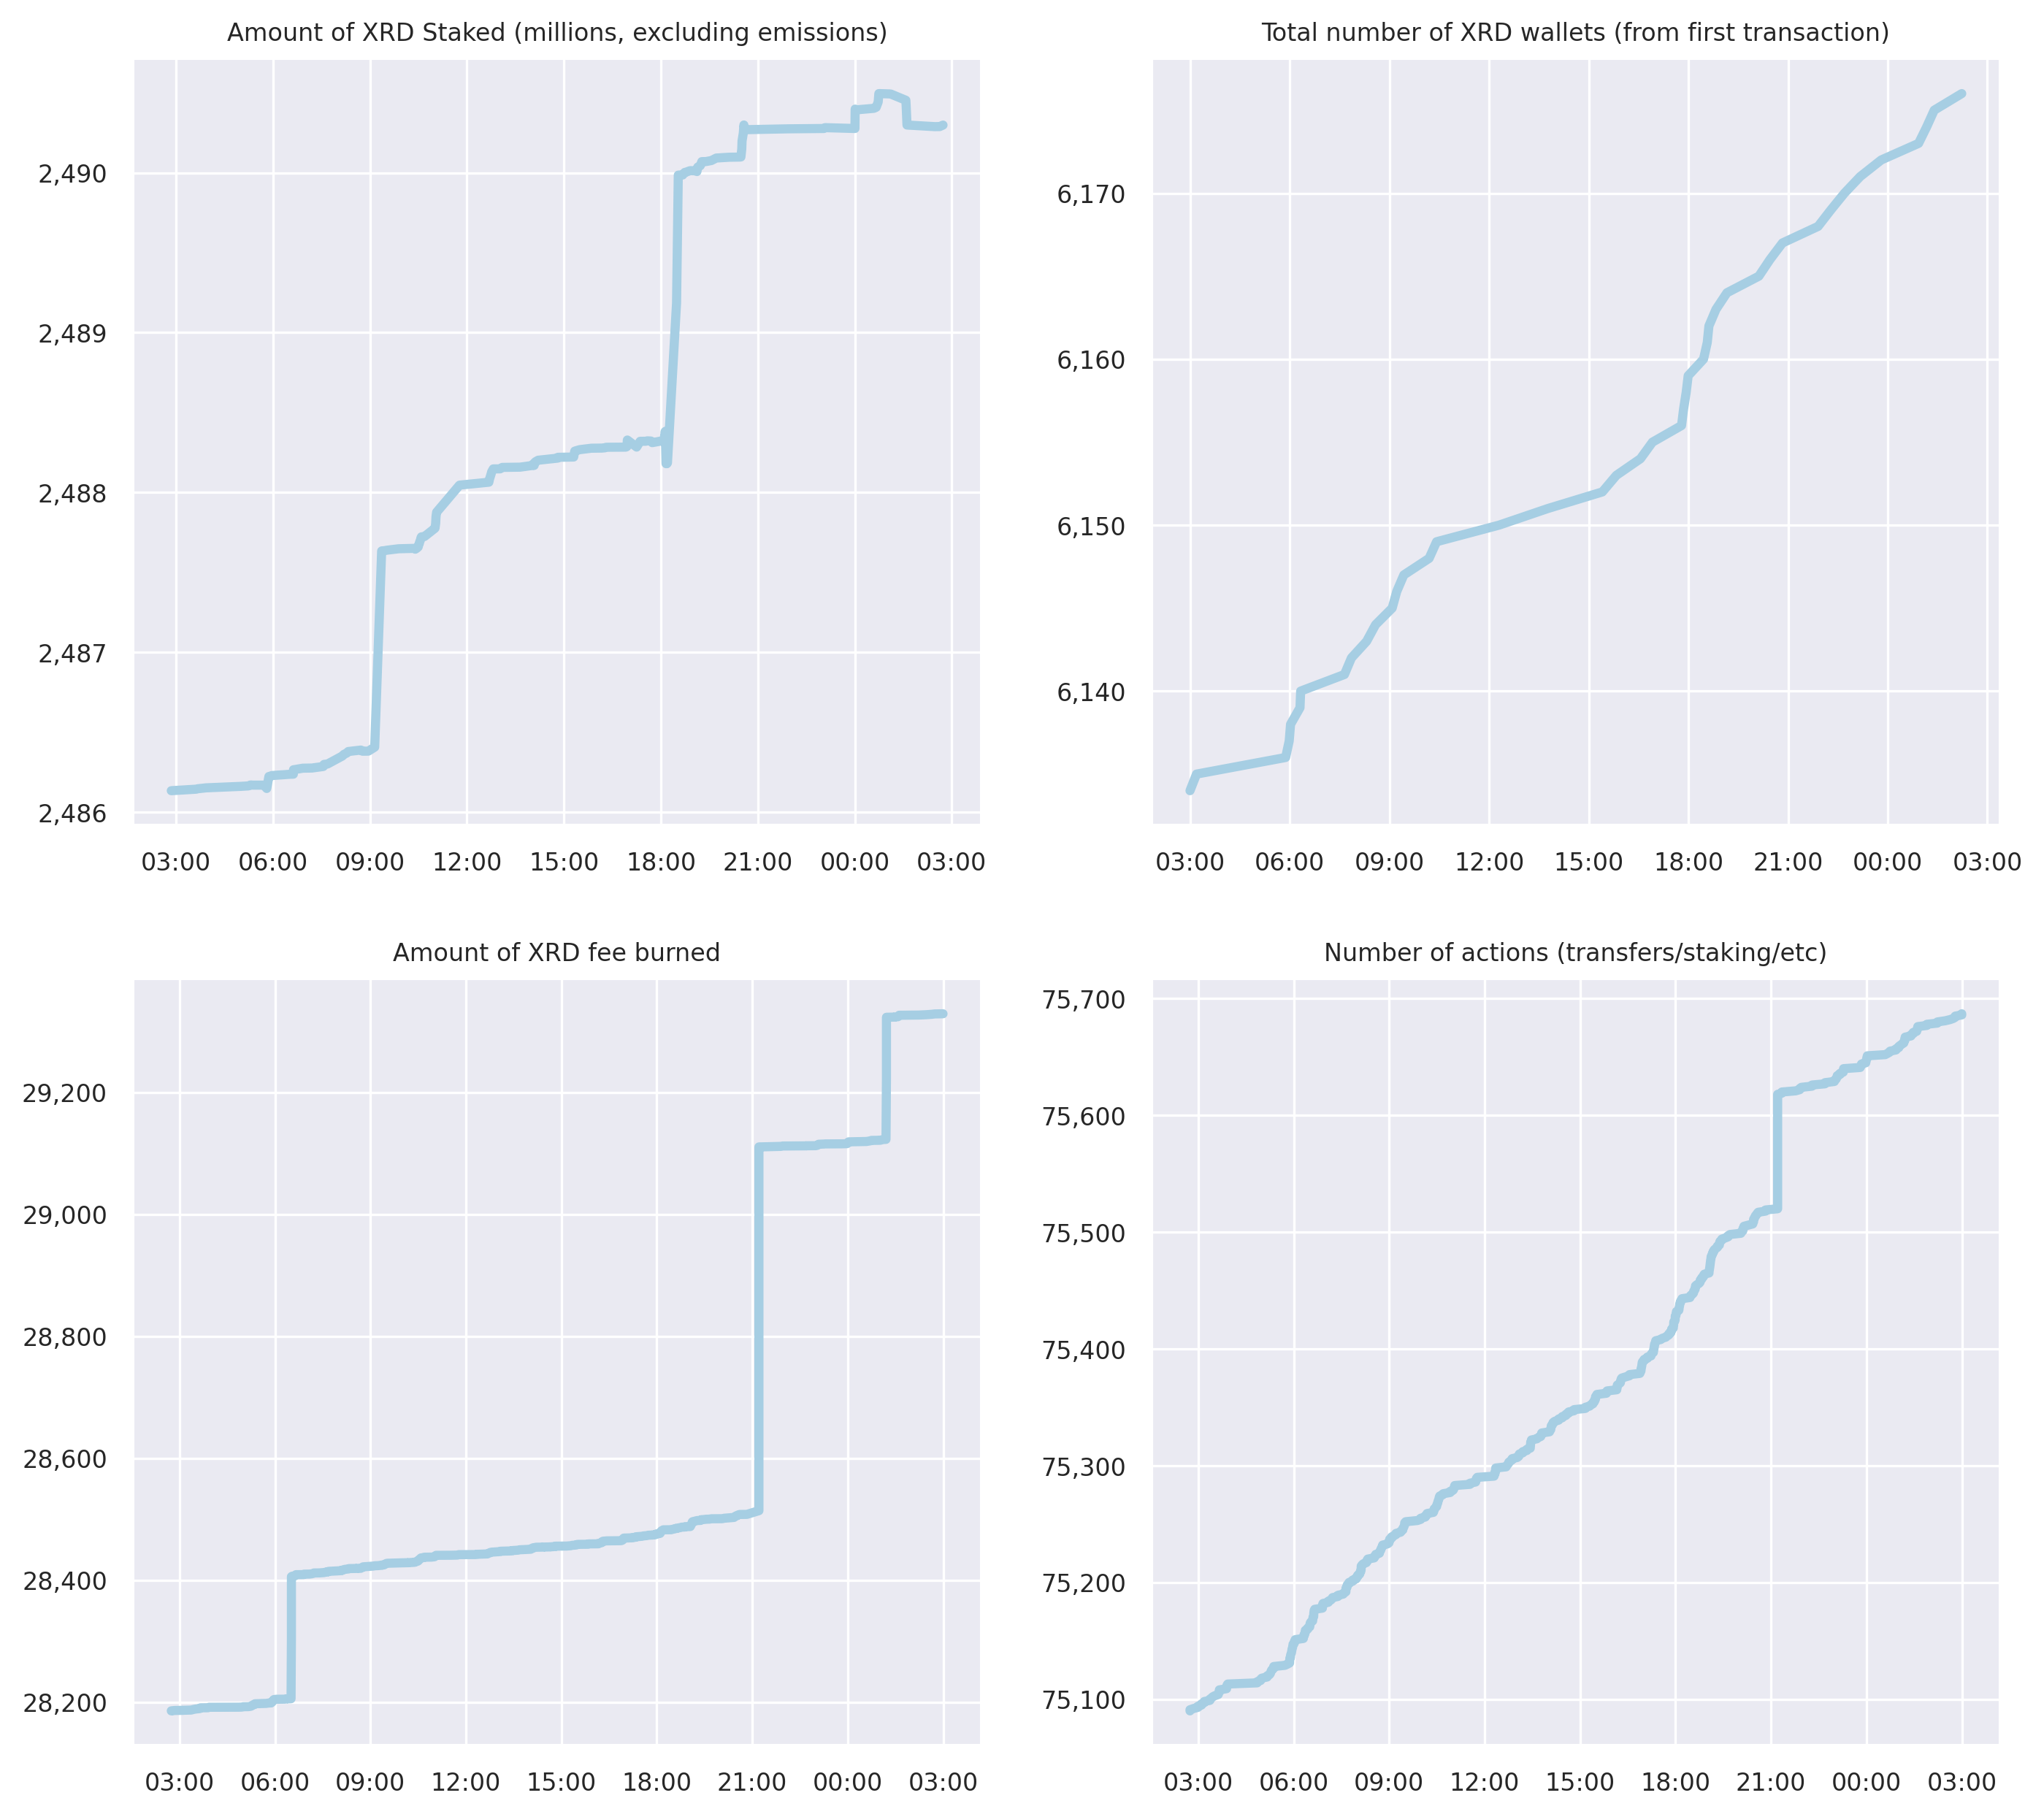 Amount of XRD Staked (millions, excluding emissions)
2,490
2,489
2,488
2,487
2,486
03:00 06:00 09:00 12:00 15:00 18:00 21:00 00:00 03:00
Total number of XRD wallets (from first transaction)
6,170
6,160
6,150
6,140
03:00 06:00 09:00 12:00 15:00 18:00 21:00 00:00 03:00
Amount of XRD fee burned
29,200
29,000
28,800
28,600
28,400
28,200
03:00 06:00 09:00 12:00 15:00 18:00 21:00 00:00 03:00
Number of actions (transfers/staking/etc)
75,700
75,600
75,500
75,400
75,300
75,200
75,100
03:00 06:00 09:00 12:00 15:00 18:00 21:00 00:00 03:00